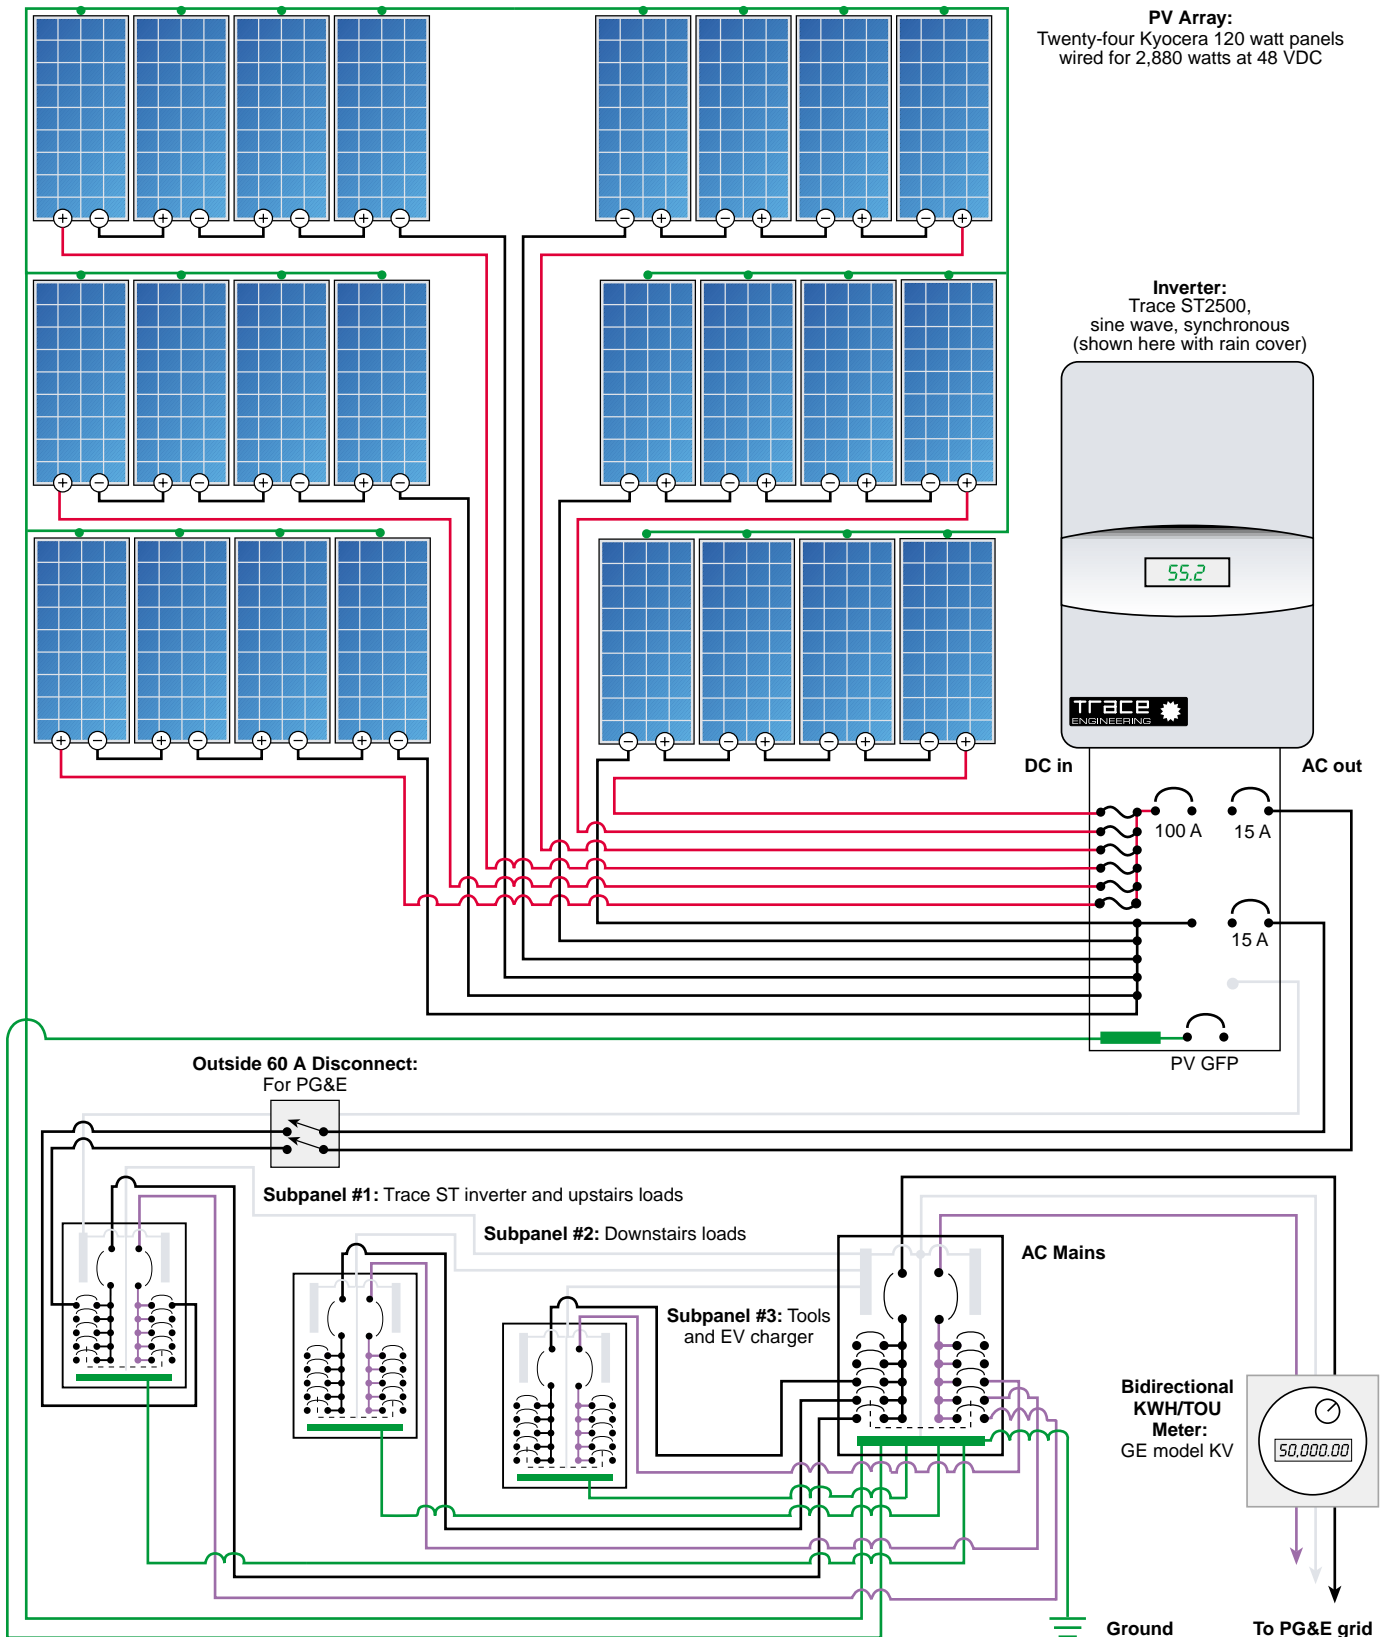 PV Array:
Twenty-four Kyocera 120 watt panels
wired for 2,880 watts at 48 VDC
Inverter:
Trace ST2500,
sine wave, synchronous
(shown here with rain cover)
55.2
Trace
ENGINEERING
DC in
AC out
100 A
15 A
15 A
PV GFP
Outside 60 A Disconnect:
For PG&E
Subpanel #1: Trace ST inverter and upstairs loads
Subpanel #2: Downstairs loads
AC Mains
Subpanel #3: Tools
and EV charger
Bidirectional
KWH/TOU
Meter:
GE model KV
50,000.00
Ground
To PG&E grid